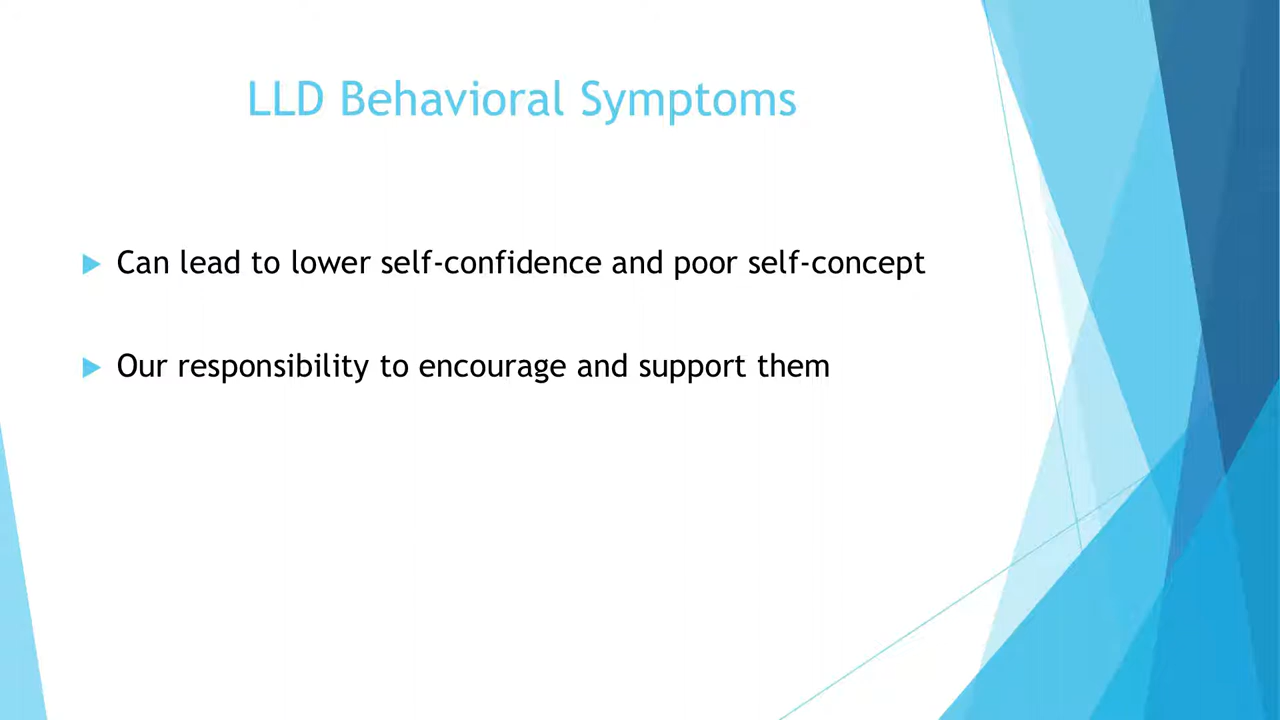 LLD Behavioral Symptoms
Can lead to lower self-confidence and poor self-concept
Our responsibility to encourage and support them